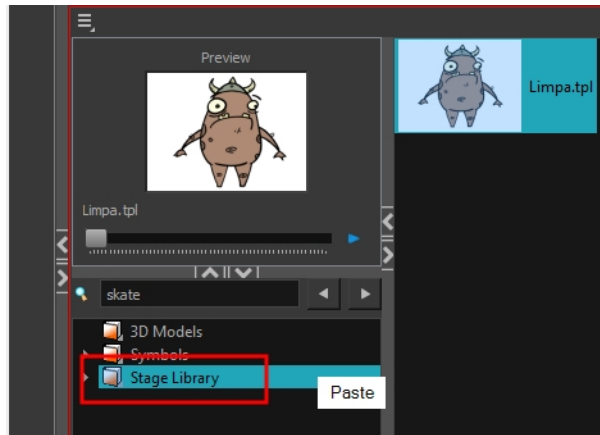 Preview
Limpa.tpl
Limpa.tpl
skate
3D Models
Symbols
Stage Library
Paste